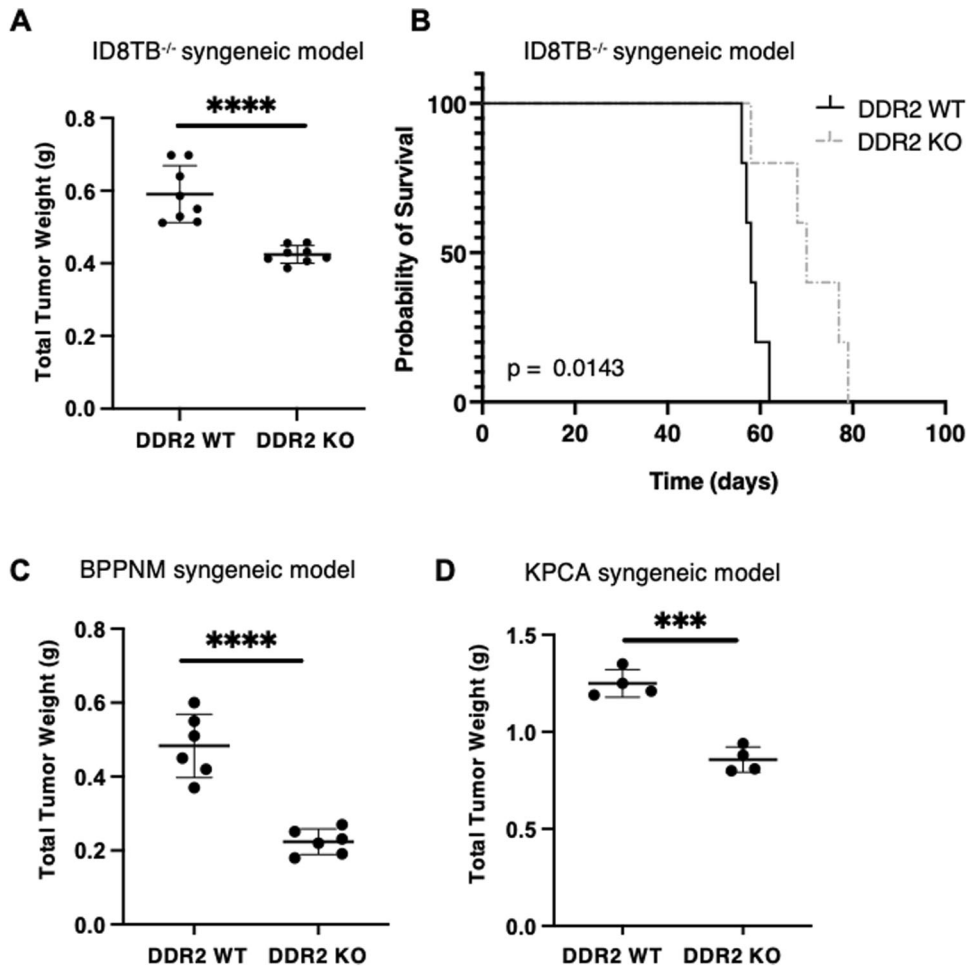 A
ID8TB-/- syngeneic model
****
Total Tumor Weight (g)
0.8
0.6
0.4
0.2
0.0
DDR2 WT DDR2 KO
B
ID8TB-/- syngeneic model
DDR2 WT
DDR2 KO
Probability of Survival
100
50
0
p = 0.0143
0 20 40 60 80 100
Time (days)
C
BPPNM syngeneic model
****
Total Tumor Weight (g)
0.8
0.6
0.4
0.2
0.0
DDR2 WT DDR2 KO
D
KPCA syngeneic model
***
Total Tumor Weight (g)
1.5
1.0
0.5
0.0
DDR2 WT DDR2 KO